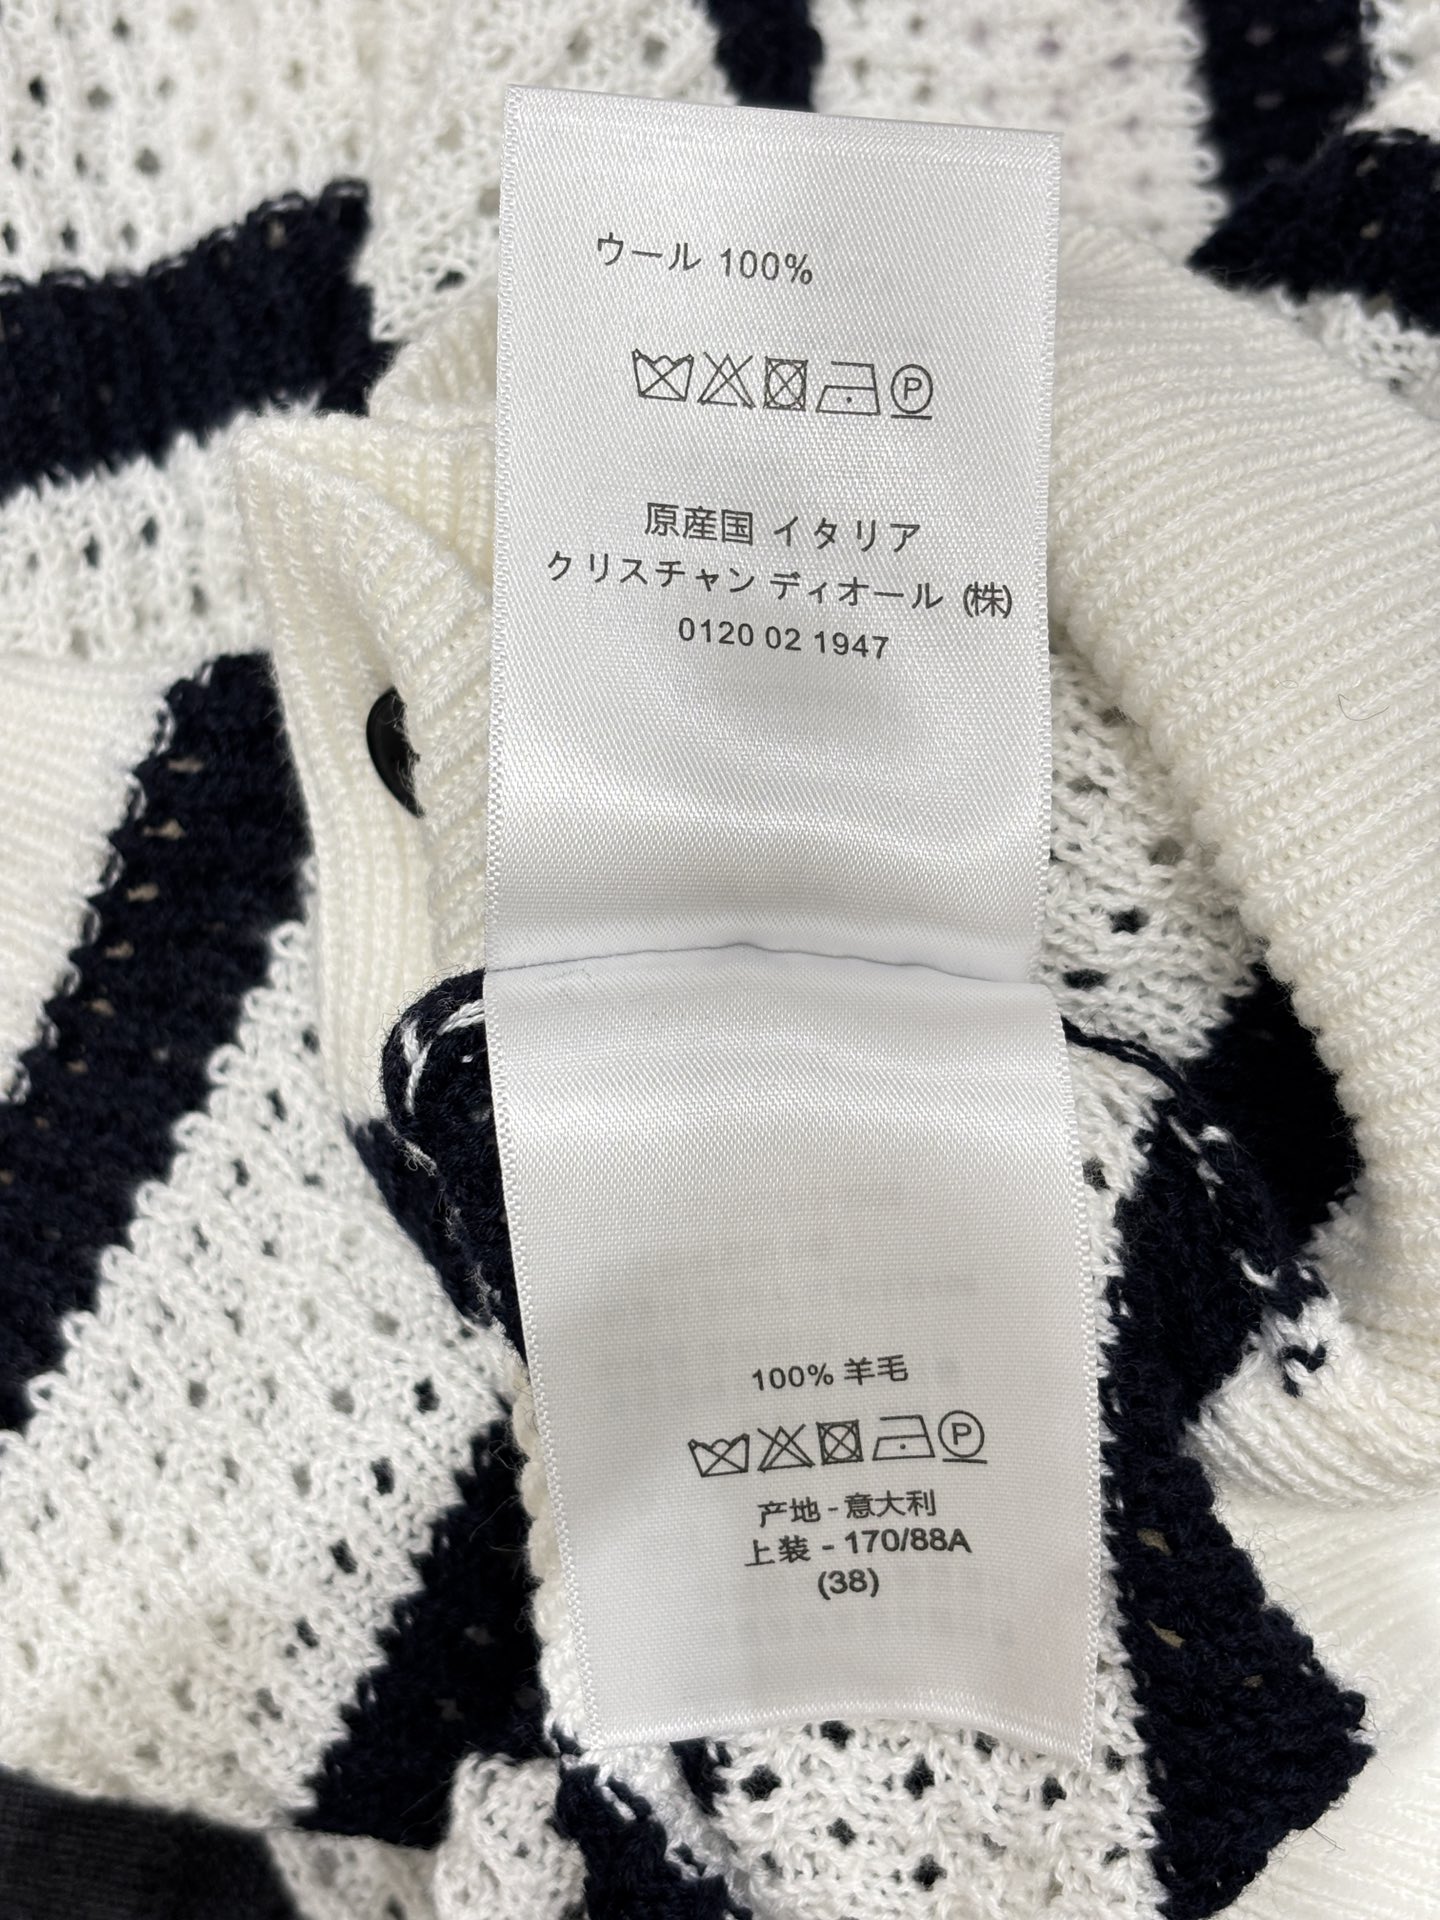 ウール 100%
P
原産国 イタリア
クリスチャン ディオール (株)
0120 02 1947
100% 羊毛
P
产地 - 意大利
上装 - 170/88A
(38)